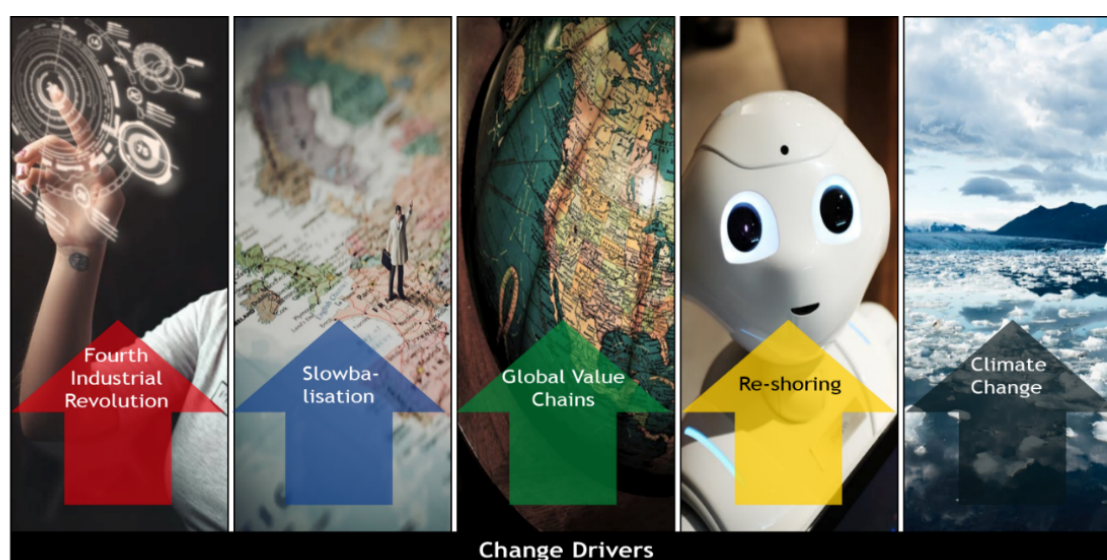 Fourth
Industrial
Revolution
Slowba-
lisation
Global Value
Chains
Re-shoring
Climate
Change
Change Drivers